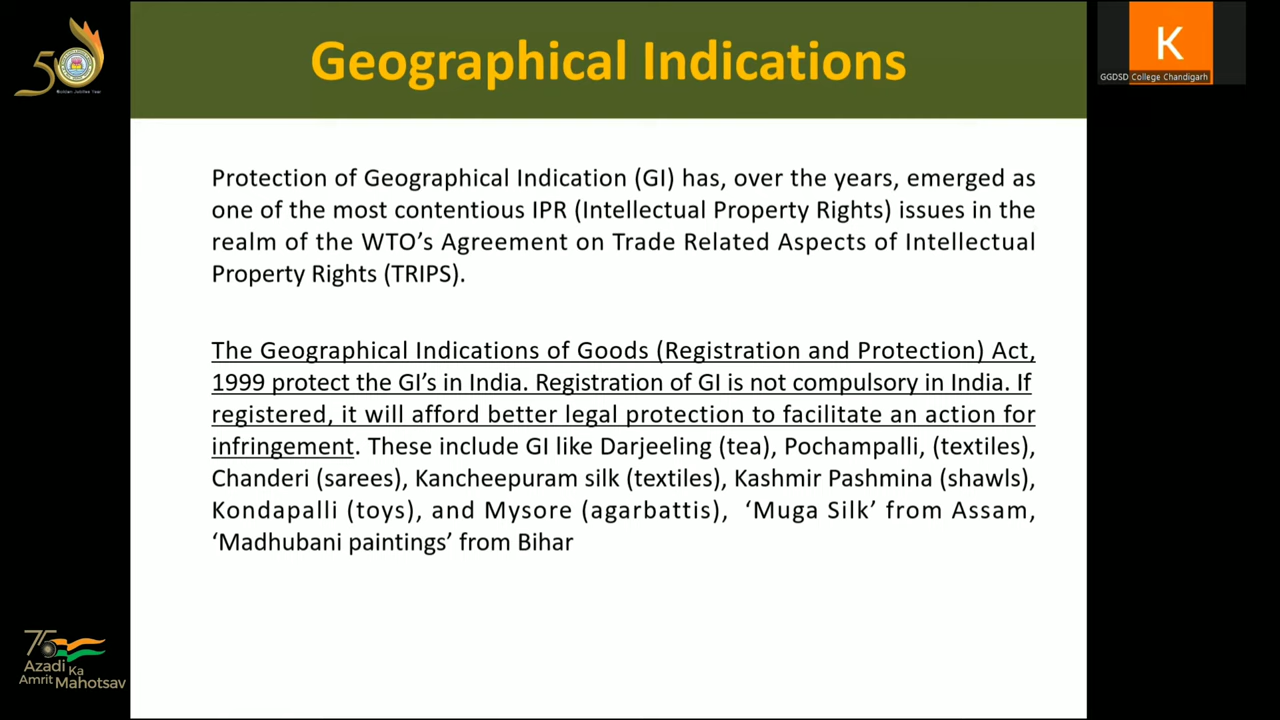 Geographical Indications
K
GGDSD College Chandigarh
50
Golden Jubilee Year
Protection of Geographical Indication (GI) has, over the years, emerged as
one of the most contentious IPR (Intellectual Property Rights) issues in the
realm of the WTO’s Agreement on Trade Related Aspects of Intellectual
Property Rights (TRIPS).
The Geographical Indications of Goods (Registration and Protection) Act,
1999 protect the GI’s in India. Registration of GI is not compulsory in India. If
registered, it will afford better legal protection to facilitate an action for
infringement. These include GI like Darjeeling (tea), Pochampalli, (textiles),
Chanderi (sarees), Kancheepuram silk (textiles), Kashmir Pashmina (shawls),
Kondapalli (toys), and Mysore (agarbattis), ‘Muga Silk’ from Assam,
‘Madhubani paintings’ from Bihar
75
Azadi Ka
Amrit Mahotsav